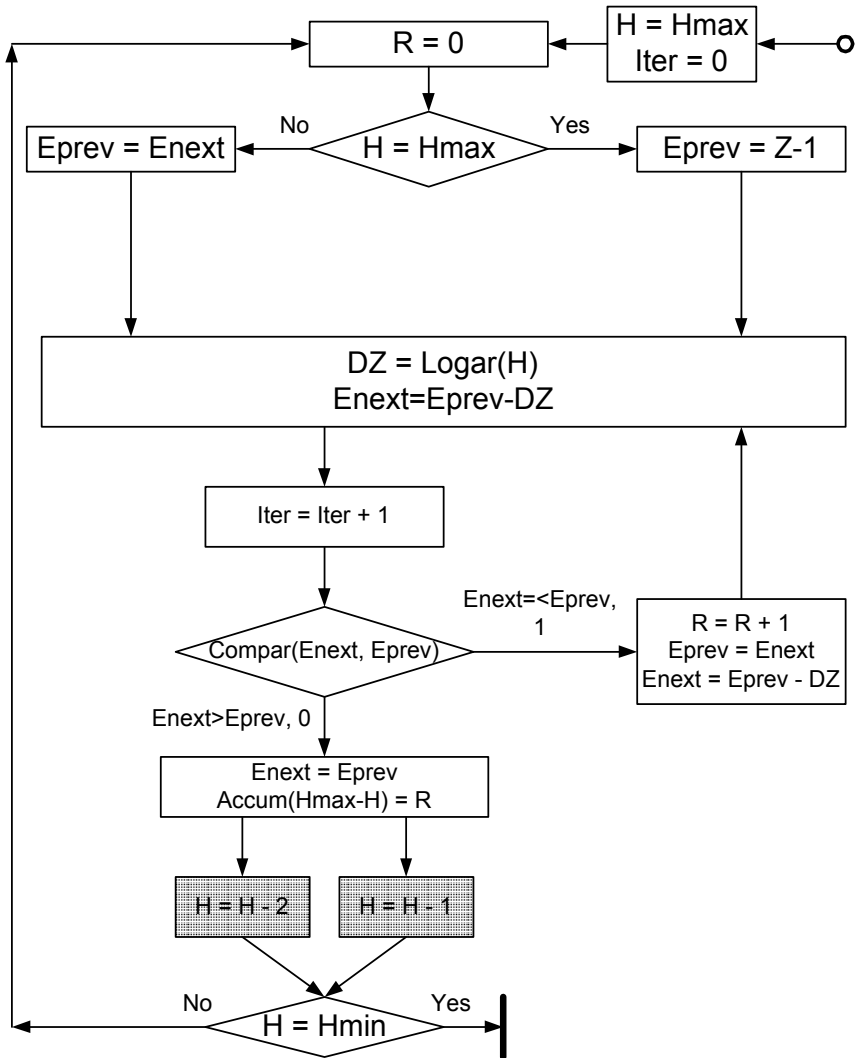 R = 0
H = Hmax
Iter = 0
No
H = Hmax
Yes
Eprev = Enext
Eprev = Z-1
DZ = Logar(H)
Enext=Eprev-DZ
Iter = Iter + 1
Compar(Enext, Eprev)
Enext=<Eprev,
1
R = R + 1
Eprev = Enext
Enext = Eprev - DZ
Enext>Eprev, 0
Enext = Eprev
Accum(Hmax-H) = R
H = H - 2
H = H - 1
No
H = Hmin
Yes